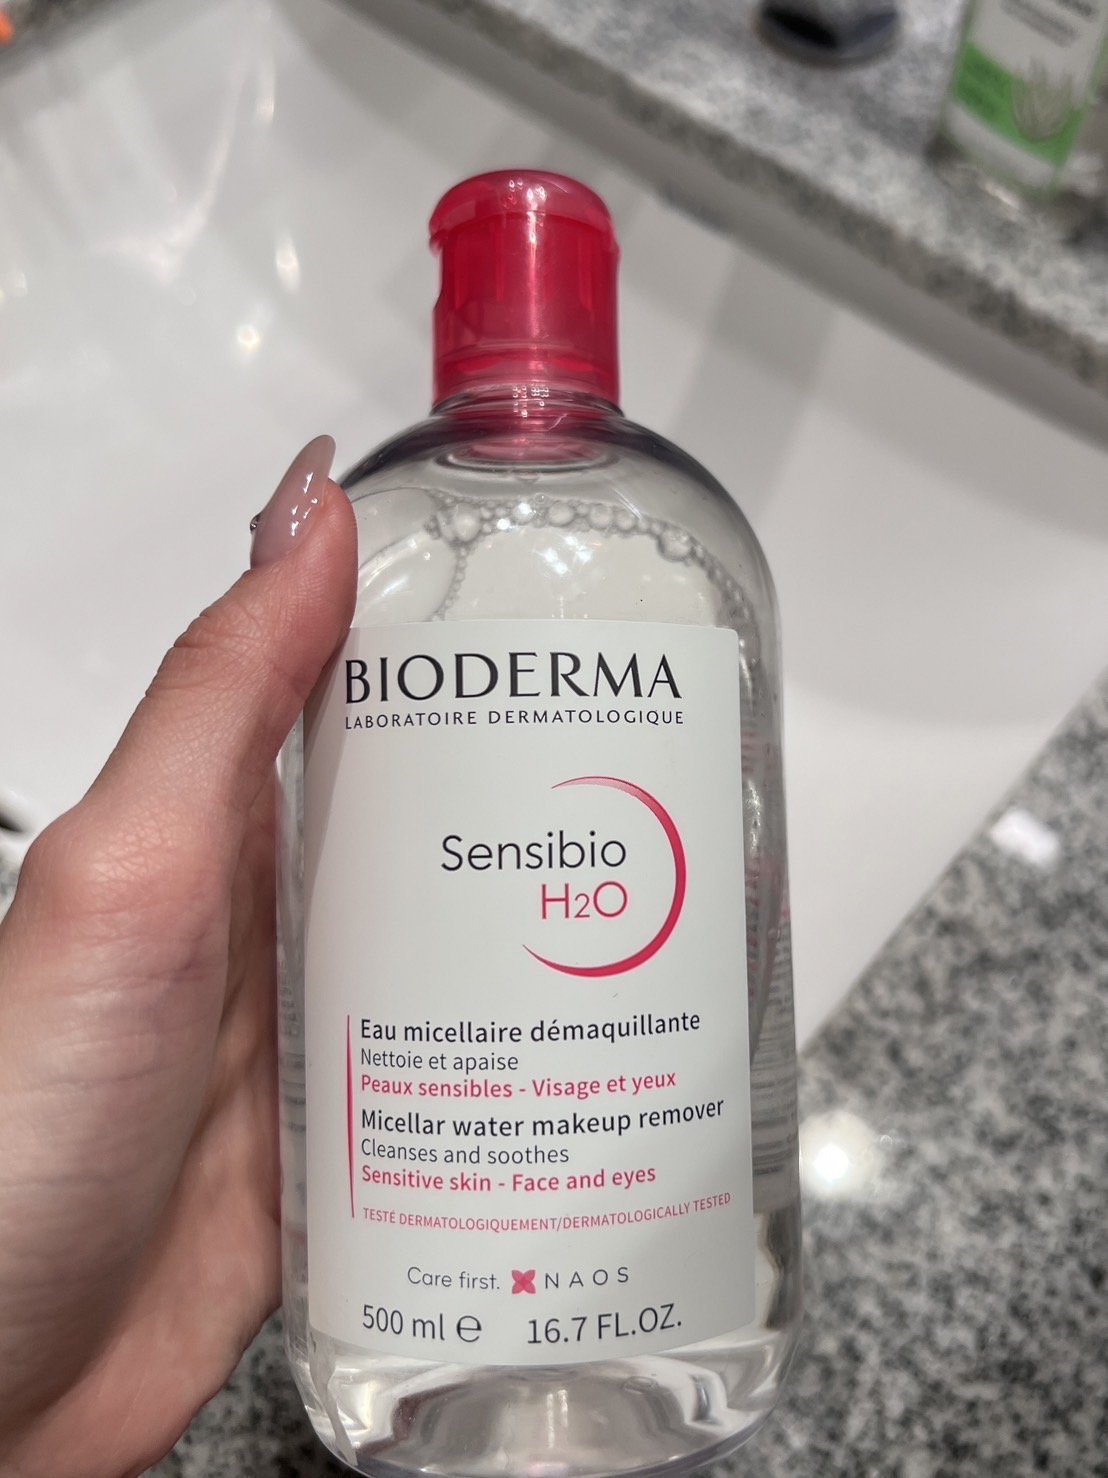 BIODERMA
LABORATOIRE DERMATOLOGIQUE
Sensibio
H2O
Eau micellaire démaquillante
Nettoie et apaise
Peaux sensibles - Visage et yeux
Micellar water makeup remover
Cleanses and soothes
Sensitive skin - Face and eyes
TESTÉ DERMATOLOGIQUEMENT/DERMATOLOGICALLY TESTED
Care first. NAOS
500 ml ℮ 16.7 FL.OZ.